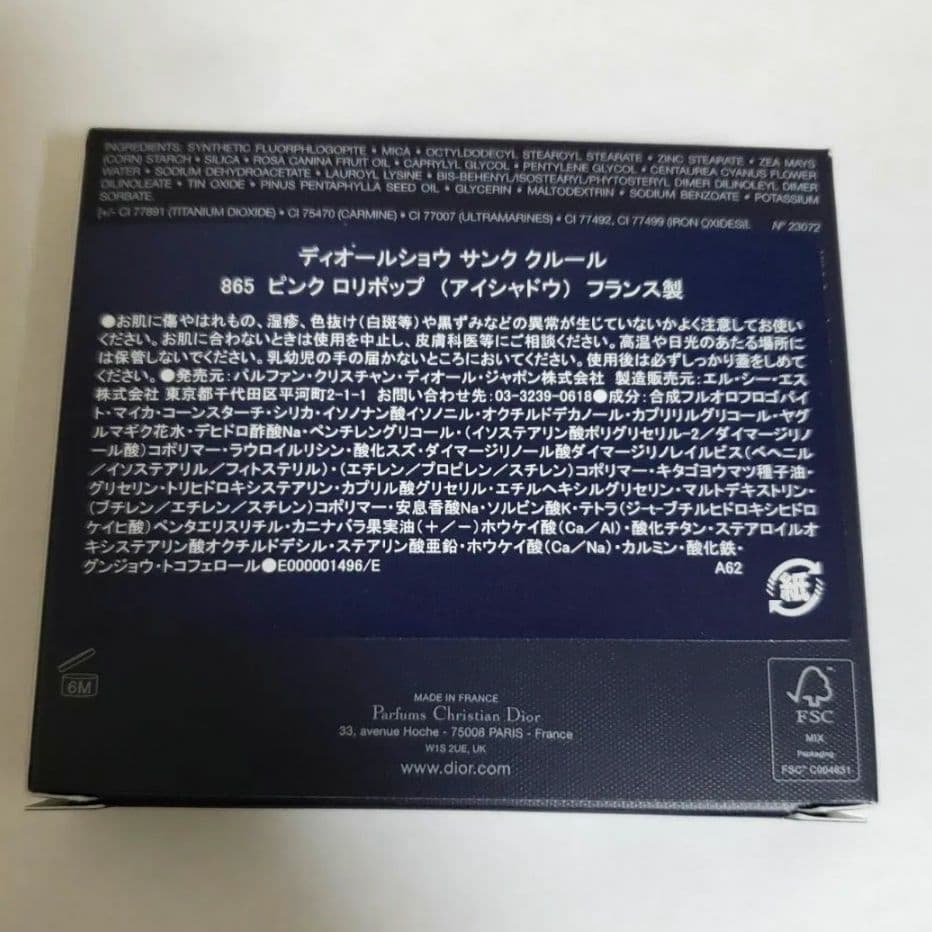 INGREDIENTS: SYNTHETIC FLUORPHLOGOPITE • MICA • OCTYLDODECYL STEAROYL STEARATE • ZINC STEARATE • ZEA MAYS
(CORN) STARCH • SILICA • ROSA CANINA FRUIT OIL • CAPRYLYL GLYCOL • PENTYLENE GLYCOL • CENTAUREA CYANUS FLOWER
WATER • SODIUM DEHYDROACETATE • LAUROYL LYSINE • BIS-BEHENYL/ISOSTEARYL/PHYTOSTERYL DIMER DILINOLEYL DIMER
DILINOLEATE • TIN OXIDE • PINUS PENTAPHYLLA SEED OIL • GLYCERIN • MALTODEXTRIN • SODIUM BENZOATE • POTASSIUM
SORBATE.
[+/- CI 77891 (TITANIUM DIOXIDE) • CI 75470 (CARMINE) • CI 77007 (ULTRAMARINES) • CI 77492, CI 77499 (IRON OXIDES)]. N° 23072
ディオールショウ サンク クルール
865 ピンク ロリポップ (アイシャドウ) フランス製
●お肌に傷やはれもの、湿疹、色抜け(白斑等)や黒ずみなどの異常が生じていないかよく注意してお使い
ください。お肌に合わないときは使用を中止し、皮膚科医等にご相談ください。高温や日光のあたる場所に
は保管しないでください。乳幼児の手の届かないところにおいてください。使用後は必ずしっかり蓋をしめて
ください。●発売元:パルファン・クリスチャン・ディオール・ジャポン株式会社 製造販売元:エル・シー・エス
株式会社 東京都千代田区平河町2-1-1 お問い合わせ先:03-3239-0618●成分:合成フルオロフロゴパイ
ト・マイカ・コーンスターチ・シリカ・イソノナン酸イソノニル・オクチルドデカノール・カプリリルグリコール・ヤグ
ルマギク花水・デヒドロ酢酸Na・ペンチレングリコール・(イソステアリン酸ポリグリセリル-2/ダイマージリノ
ール酸)コポリマー・ラウロイルリシン・酸化スズ・ダイマージリノール酸ダイマージリノレイルビス(ベヘニル
/イソステアリル/フィトステリル)・(エチレン/プロピレン/スチレン)コポリマー・キタゴヨウマツ種子油・
グリセリン・トリヒドロキシステアリン・カプリル酸グリセリル・エチルヘキシルグリセリン・マルトデキストリン・
(ブチレン/エチレン/スチレン)コポリマー・安息香酸Na・ソルビン酸K・テトラ(ジ-t-ブチルヒドロキシヒドロ
ケイヒ酸)ペンタエリスリチル・カニナバラ果実油(+/-)ホウケイ酸(Ca/Al)・酸化チタン・ステアロイルオ
キシステアリン酸オクチルドデシル・ステアリン酸亜鉛・ホウケイ酸(Ca/Na)・カルミン・酸化鉄・
グンジョウ・トコフェロール●E000001496/E A62
紙
6M
MADE IN FRANCE
Parfums Christian Dior
33, avenue Hoche - 75008 PARIS - France
W1S 2UE, UK
www.dior.com
FSC
MIX
Packaging
FSC™ C004631